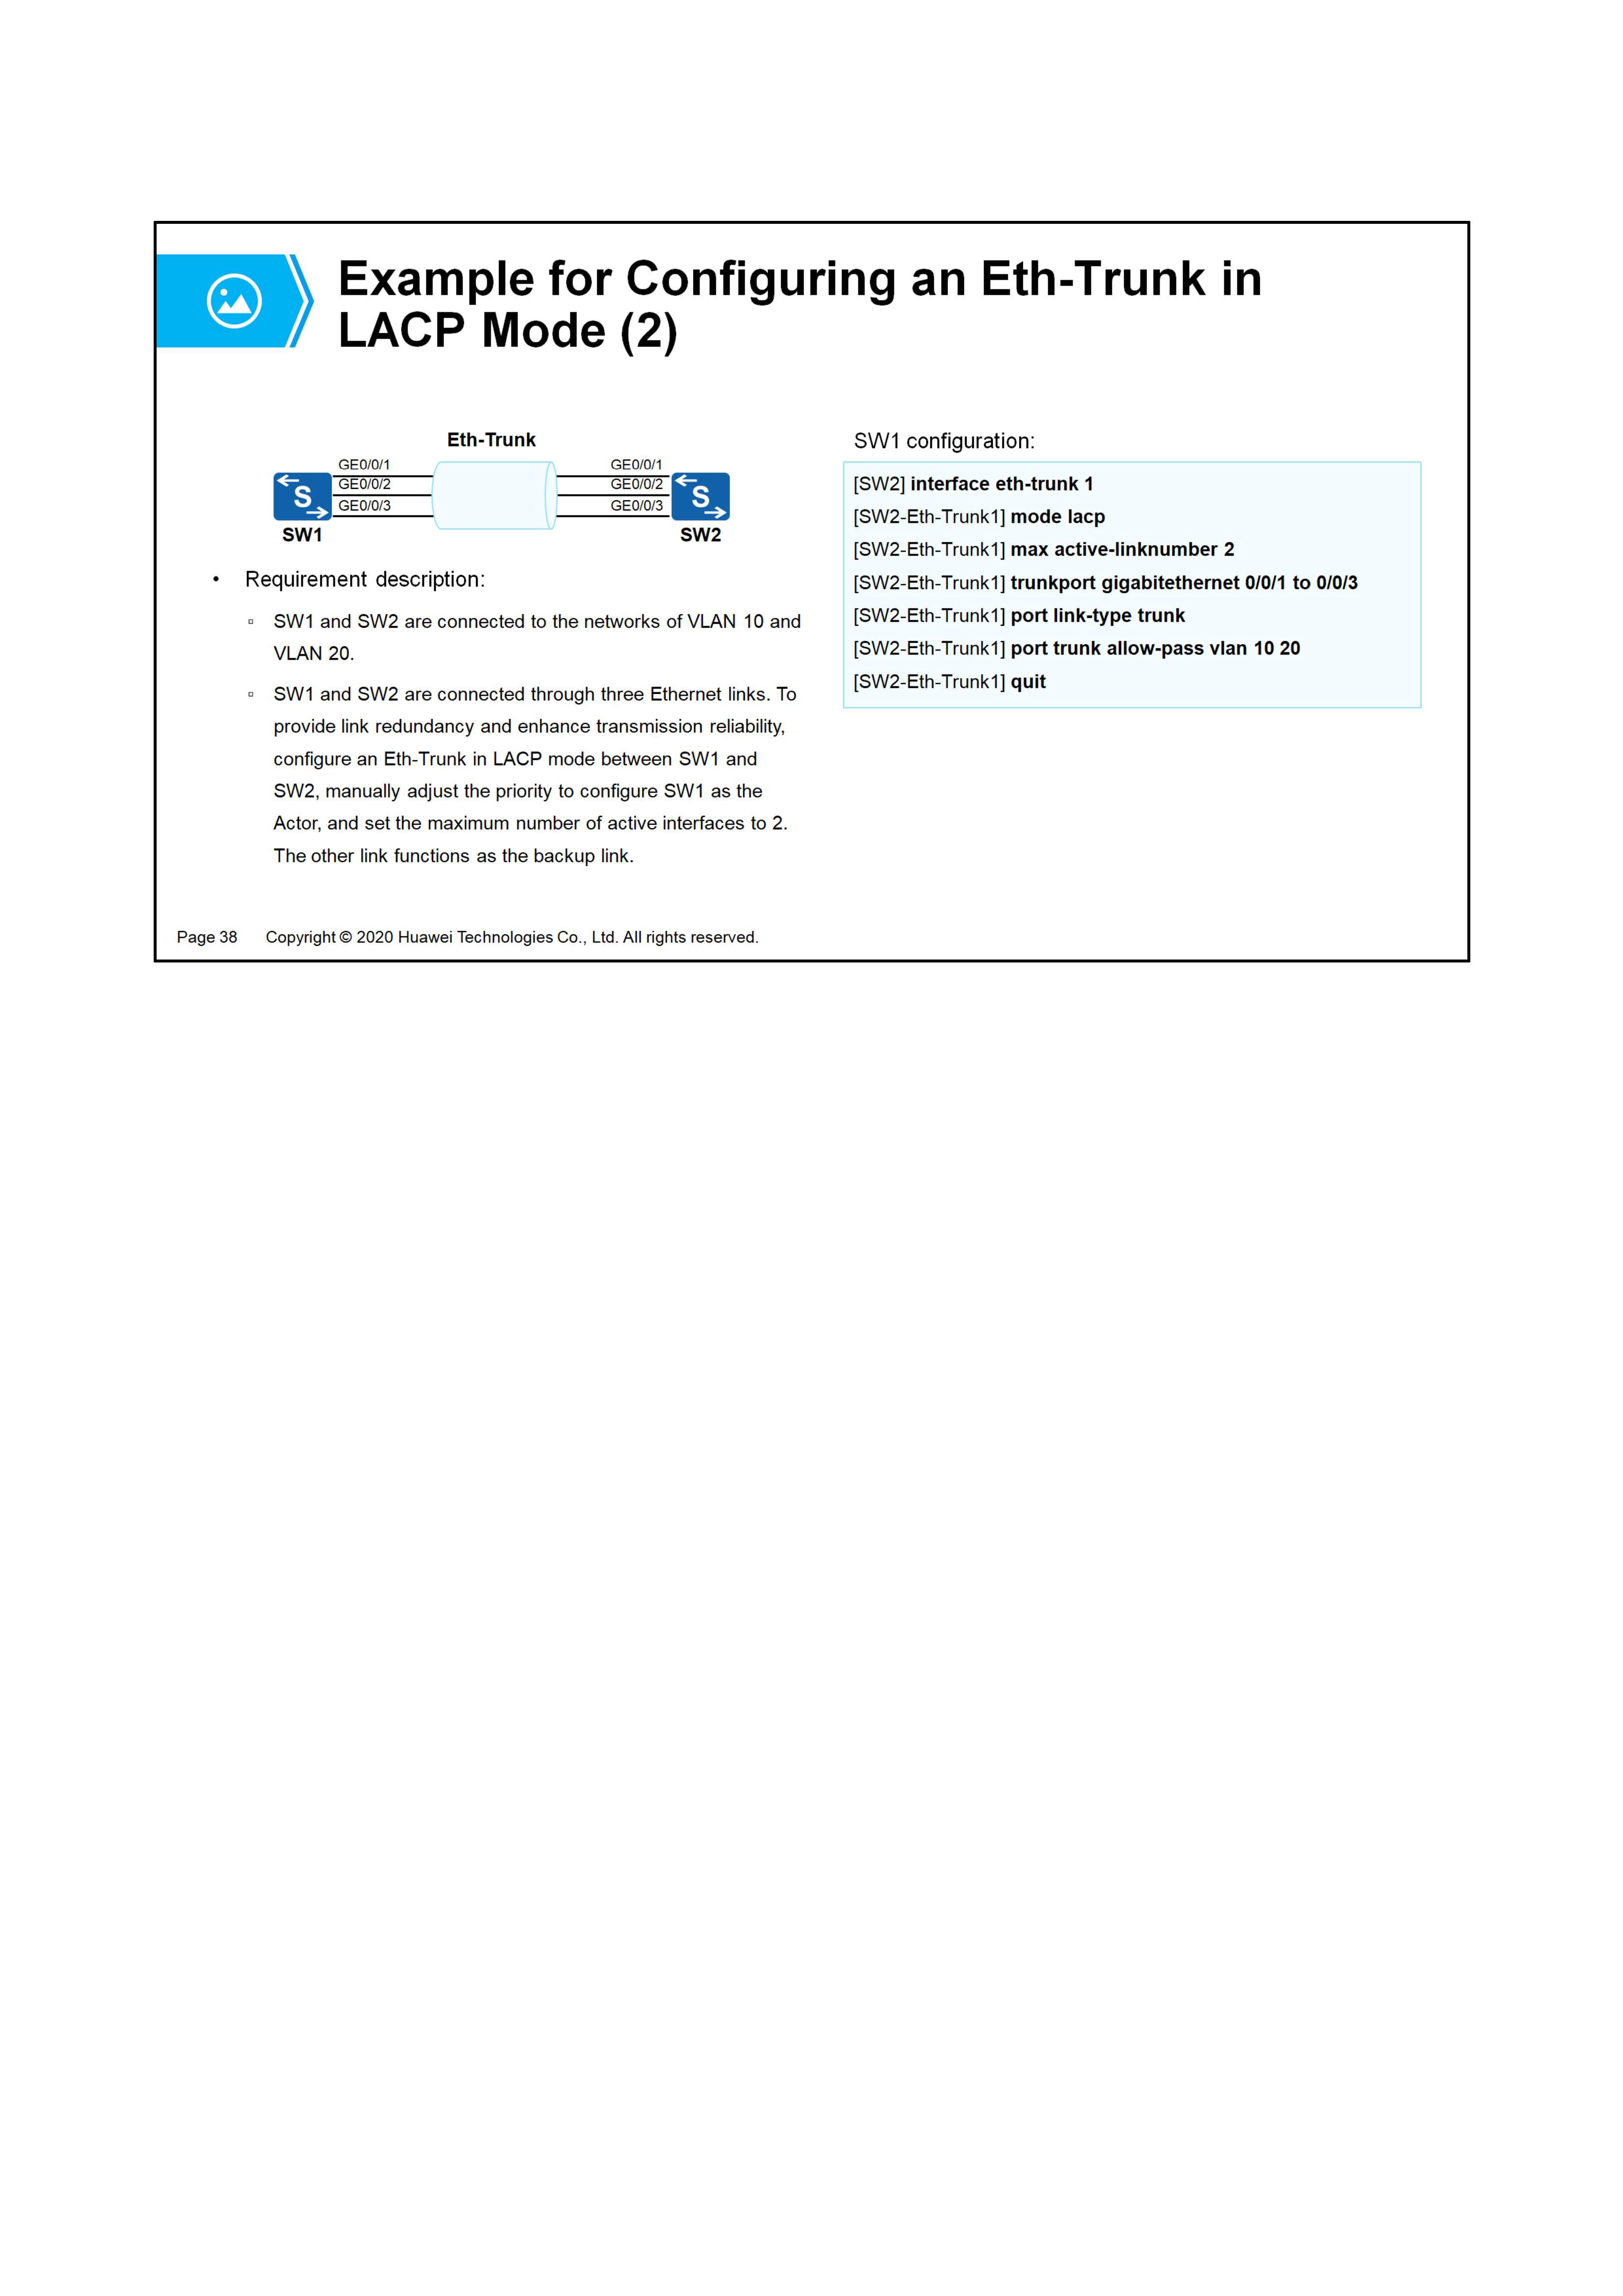 Example for Configuring an Eth-Trunk in
LACP Mode (2)
Eth-Trunk
GE0/0/1
GE0/0/2
GE0/0/3
GE0/0/1
GE0/0/2
GE0/0/3
S
S
SW1
SW2
• Requirement description:
▫ SW1 and SW2 are connected to the networks of VLAN 10 and
VLAN 20.
▫ SW1 and SW2 are connected through three Ethernet links. To
provide link redundancy and enhance transmission reliability,
configure an Eth-Trunk in LACP mode between SW1 and
SW2, manually adjust the priority to configure SW1 as the
Actor, and set the maximum number of active interfaces to 2.
The other link functions as the backup link.
SW1 configuration:
[SW2] interface eth-trunk 1
[SW2-Eth-Trunk1] mode lacp
[SW2-Eth-Trunk1] max active-linknumber 2
[SW2-Eth-Trunk1] trunkport gigabitethernet 0/0/1 to 0/0/3
[SW2-Eth-Trunk1] port link-type trunk
[SW2-Eth-Trunk1] port trunk allow-pass vlan 10 20
[SW2-Eth-Trunk1] quit
Page 38 Copyright © 2020 Huawei Technologies Co., Ltd. All rights reserved.